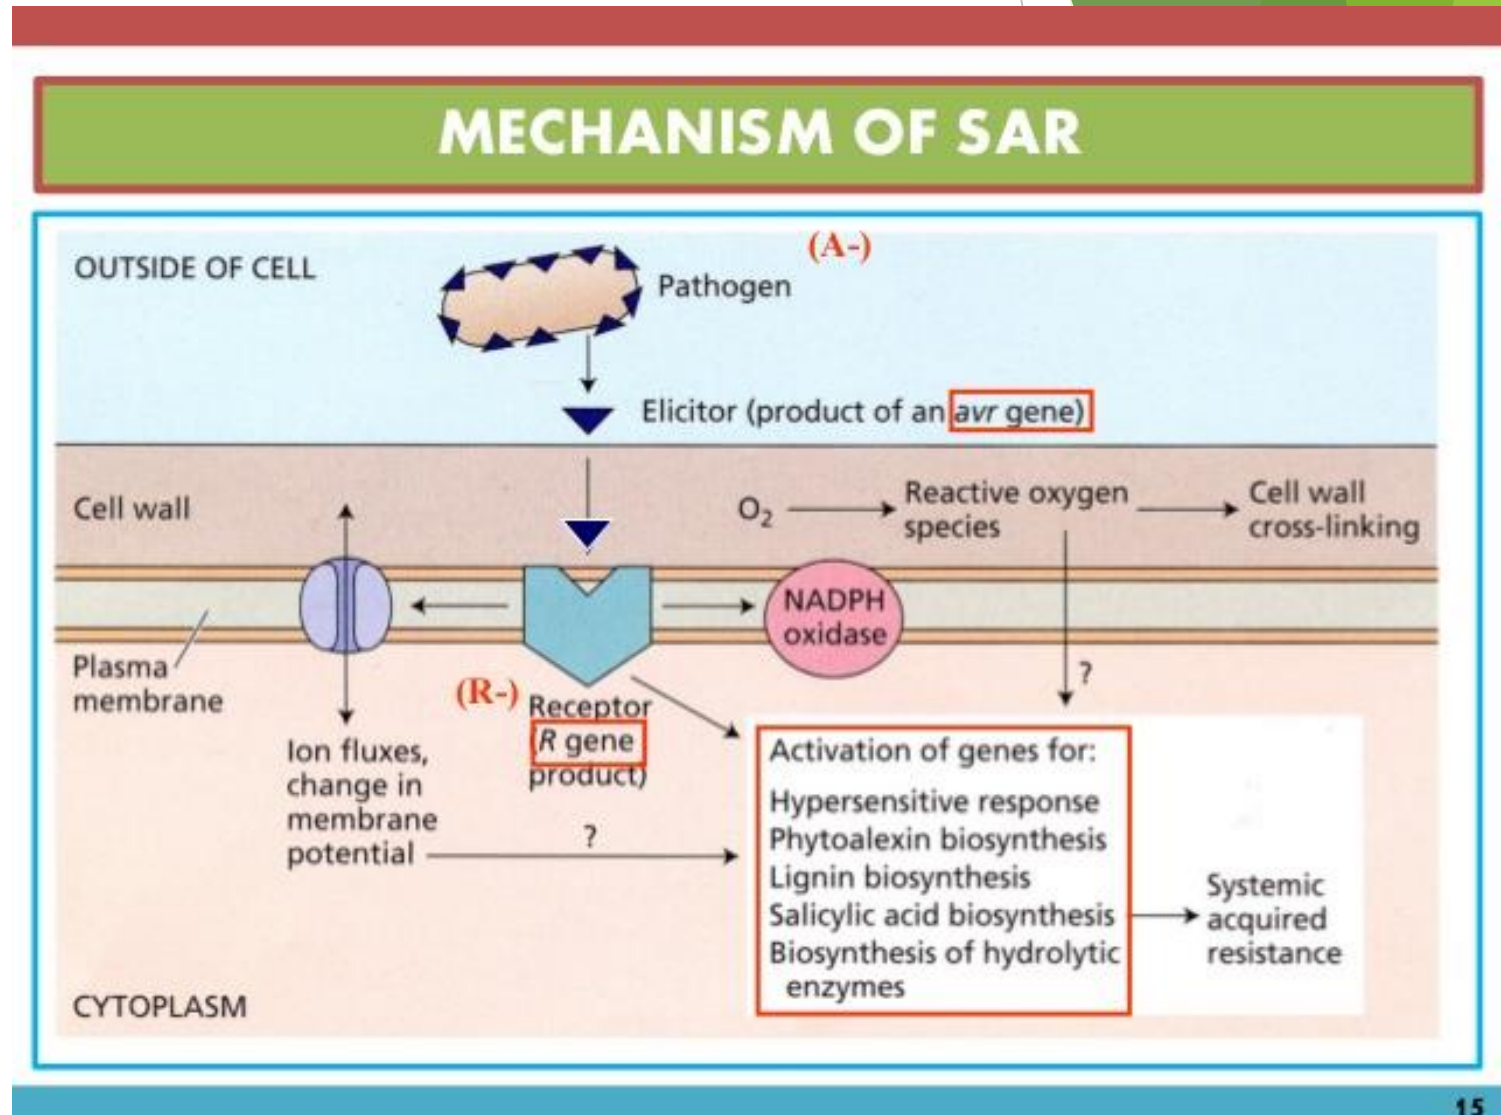 MECHANISM OF SAR
OUTSIDE OF CELL
(A-)
Pathogen
Elicitor (product of an avr gene)
Cell wall
O₂
Reactive oxygen
species
Cell wall
cross-linking
NADPH
oxidase
Plasma
membrane
(R-)
Receptor
(R gene
product)
?
Ion fluxes,
change in
membrane
potential
?
Activation of genes for:
Hypersensitive response
Phytoalexin biosynthesis
Lignin biosynthesis
Salicylic acid biosynthesis
Biosynthesis of hydrolytic
enzymes
Systemic
acquired
resistance
CYTOPLASM
15